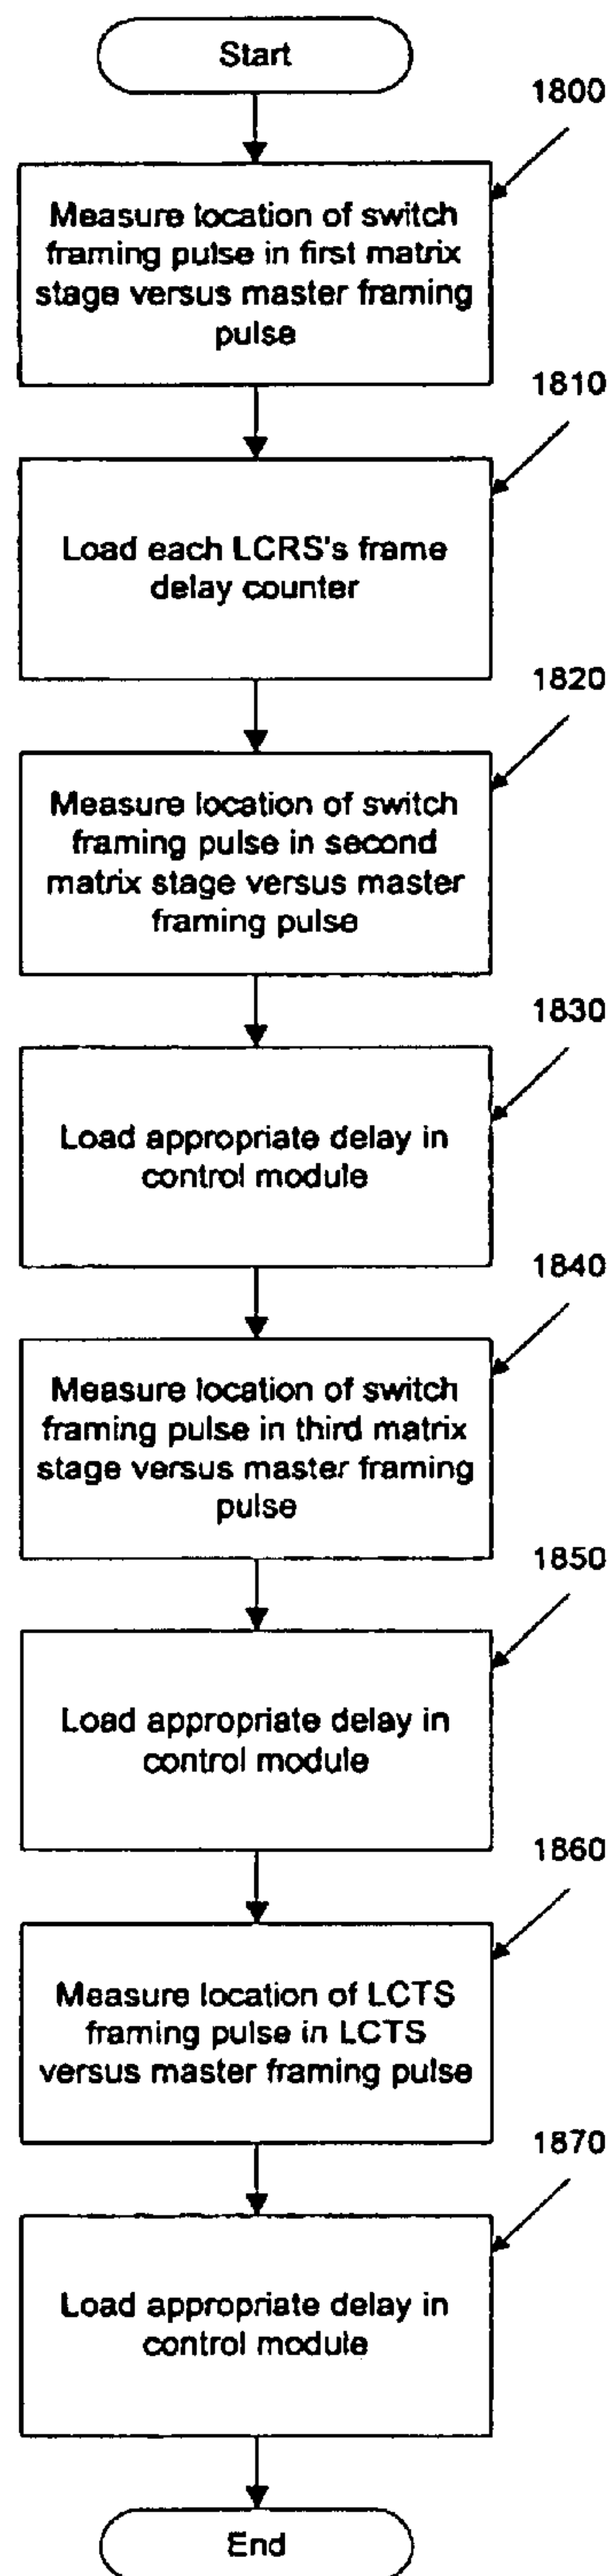 Start
1800
Measure location of switch
framing pulse in first matrix
stage versus master framing
pulse
1810
Load each LCRS's frame
delay counter
1820
Measure location of switch
framing pulse in second
matrix stage versus master
framing pulse
1830
Load appropriate delay in
control module
1840
Measure location of switch
framing pulse in third matrix
stage versus master framing
pulse
1850
Load appropriate delay in
control module
1860
Measure location of LCTS
framing pulse in LCTS
versus master framing pulse
1870
Load appropriate delay in
control module
End